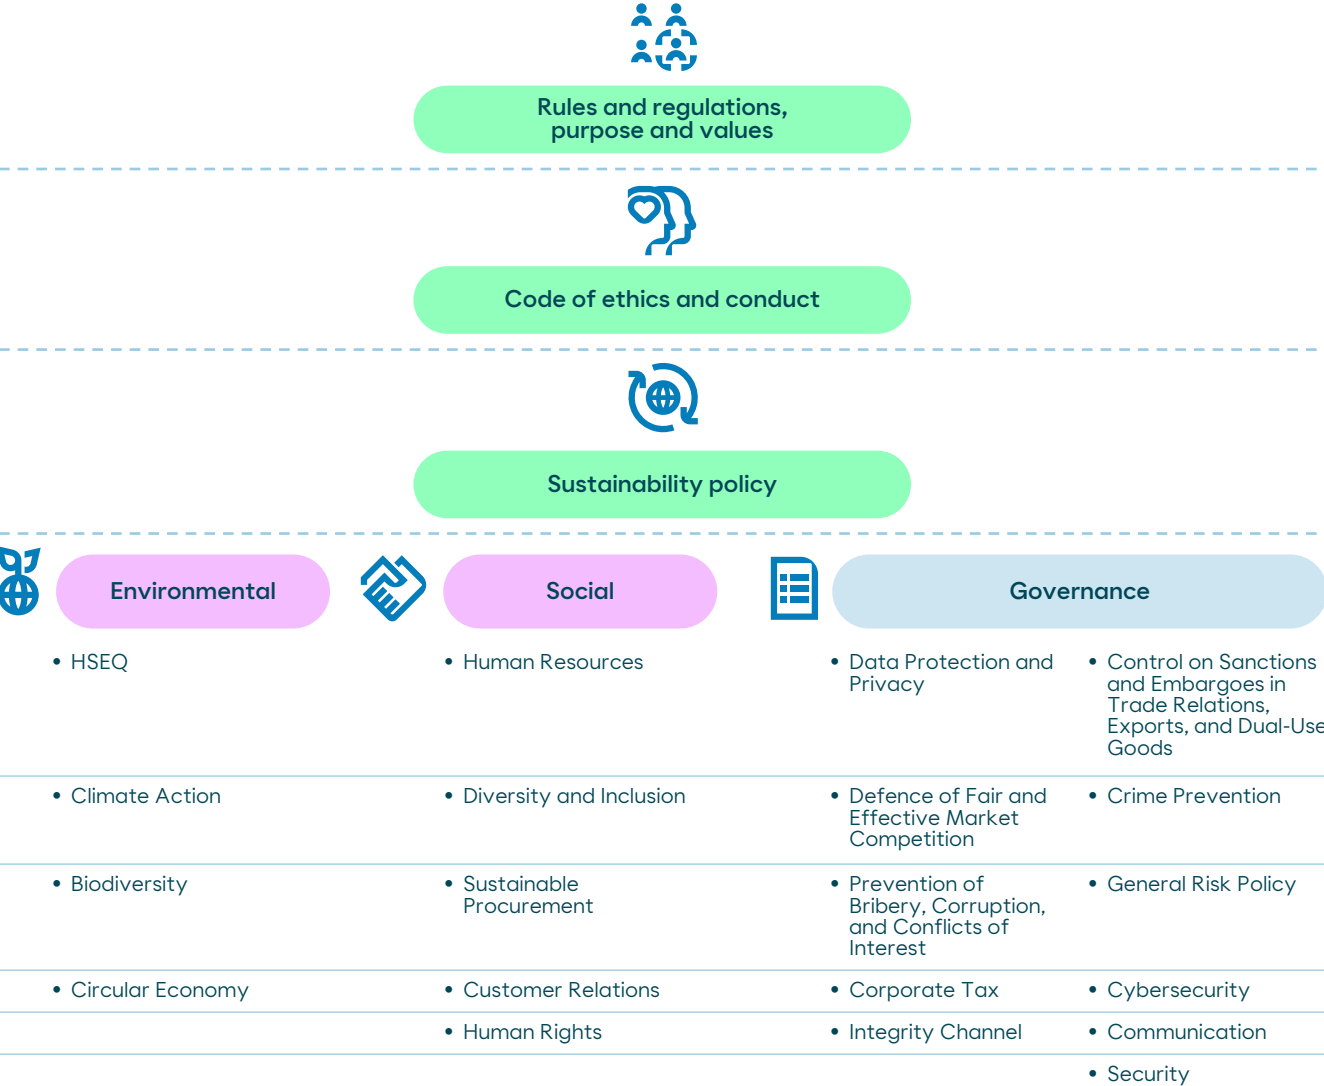 Rules and regulations,
purpose and values
Code of ethics and conduct
Sustainability policy
Environmental
Social
Governance
• HSEQ
• Human Resources
• Data Protection and
Privacy
• Control on Sanctions
and Embargoes in
Trade Relations,
Exports, and Dual-Use
Goods
• Climate Action
• Diversity and Inclusion
• Defence of Fair and
Effective Market
Competition
• Crime Prevention
• Biodiversity
• Sustainable
Procurement
• Prevention of
Bribery, Corruption,
and Conflicts of
Interest
• General Risk Policy
• Circular Economy
• Customer Relations
• Corporate Tax
• Cybersecurity
• Human Rights
• Integrity Channel
• Communication
• Security